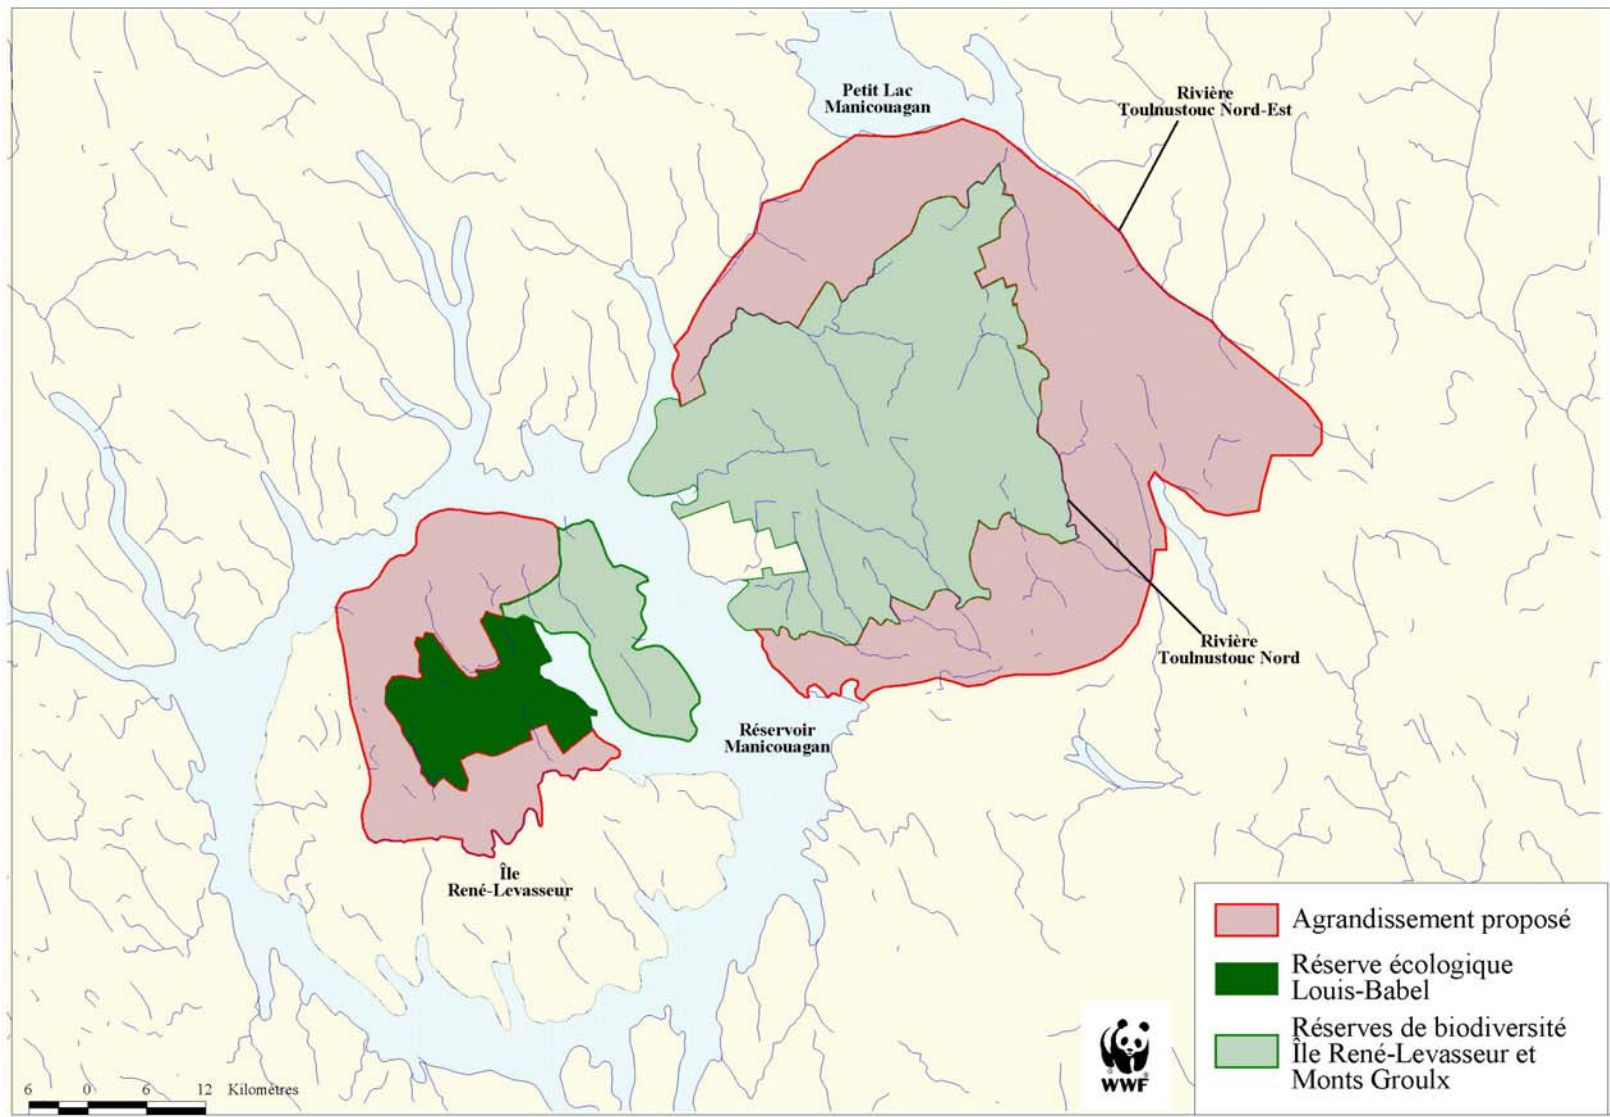 Petit Lac
Manicouagan
Rivière
Toulnustouc Nord-Est
Rivière
Toulnustouc Nord
Réservoir
Manicouagan
Île
René-Levasseur
Agrandissement proposé
Réserve écologique
Louis-Babel
Réserves de biodiversité
Île René-Levasseur et
Monts Groulx
WWF
6 0 6 12 Kilometres